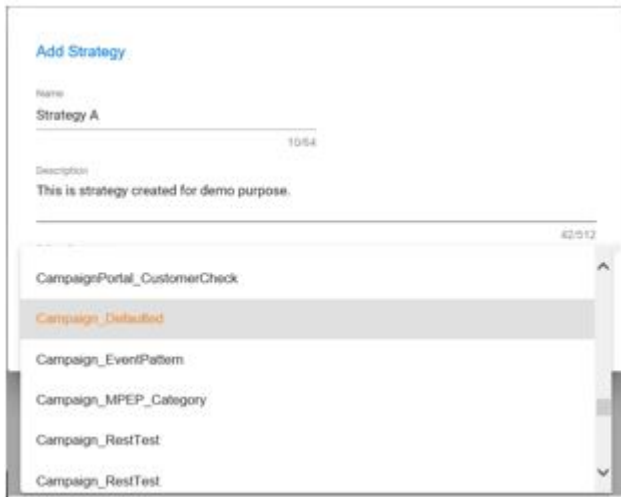 Add Strategy
Name
Strategy A
10/64
Description
This is strategy created for demo purpose.
42/512
CampaignPortal_CustomerCheck
Campaign_Defaulted
Campaign_EventPattern
Campaign_MPEP_Category
Campaign_RestTest
Campaign_RestTest